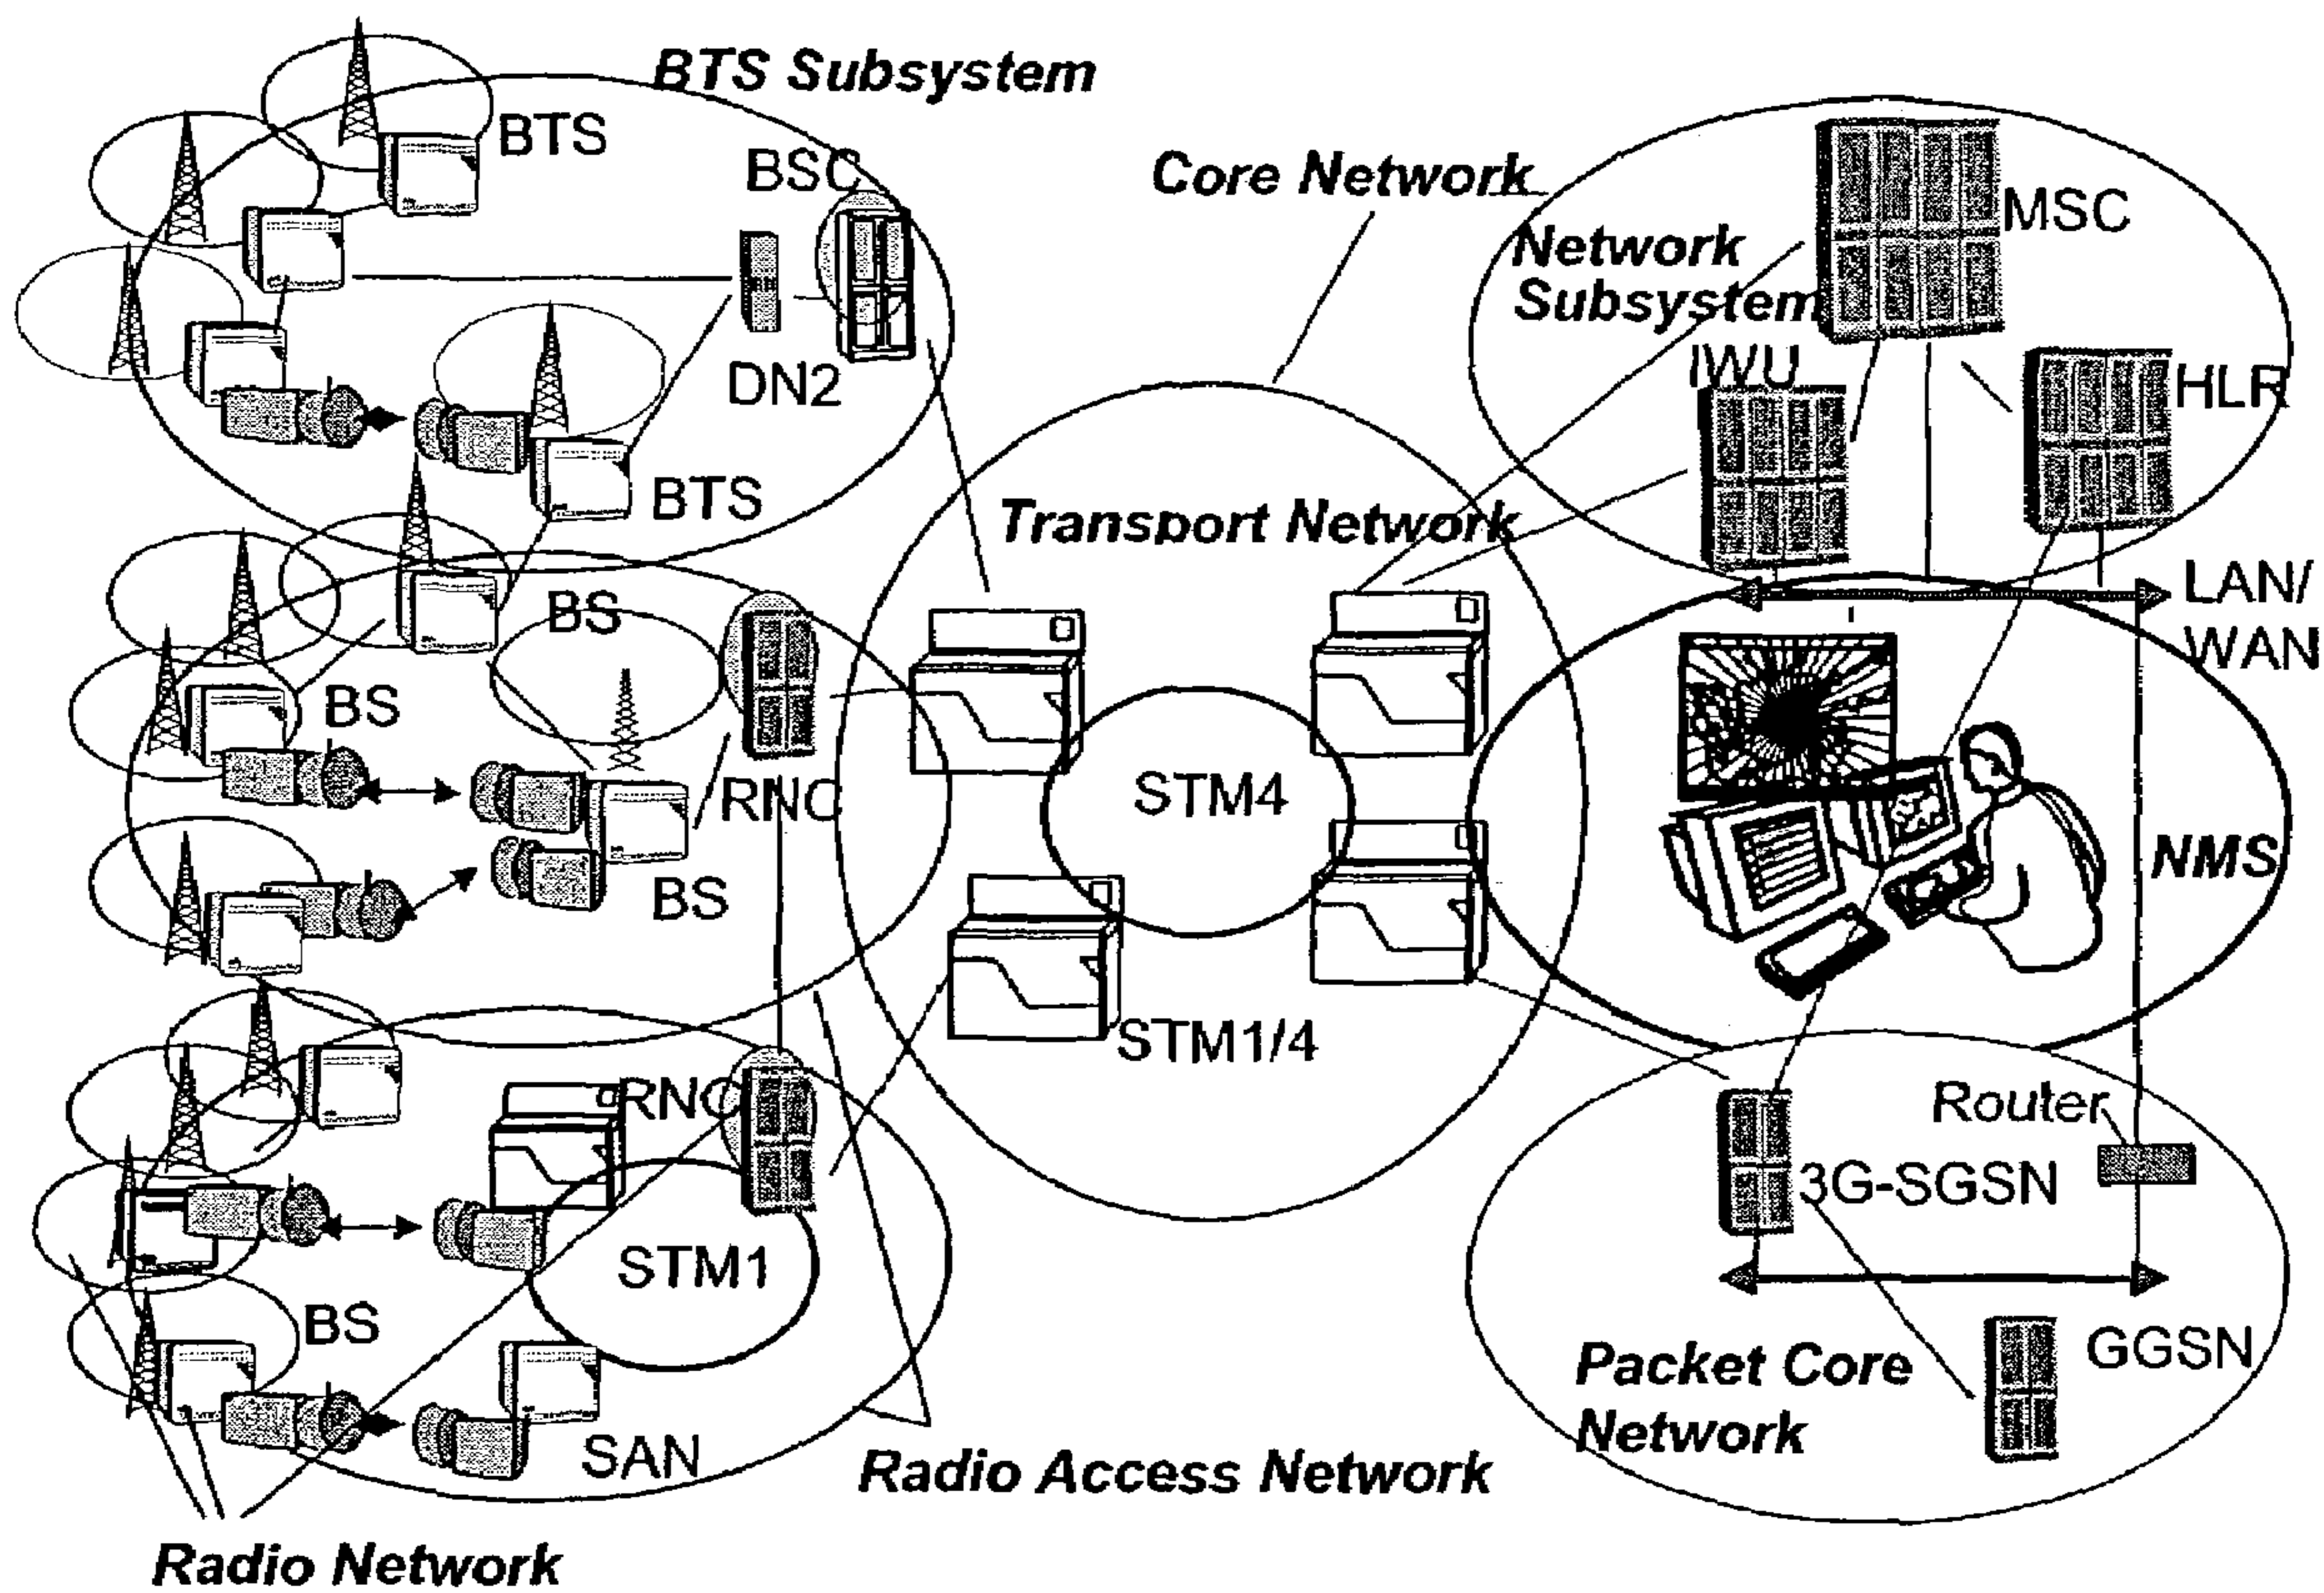 BTS Subsystem
BTS
BSC
Core Network
MSC
Network
Subsystem
IWU
HLR
DN2
BTS
Transport Network
LAN/
WAN
BS
BS
RNC
STM4
NMS
BS
STM1/4
RNC
Router
3G-SGSN
STM1
BS
GGSN
Packet Core
Network
SAN
Radio Access Network
Radio Network